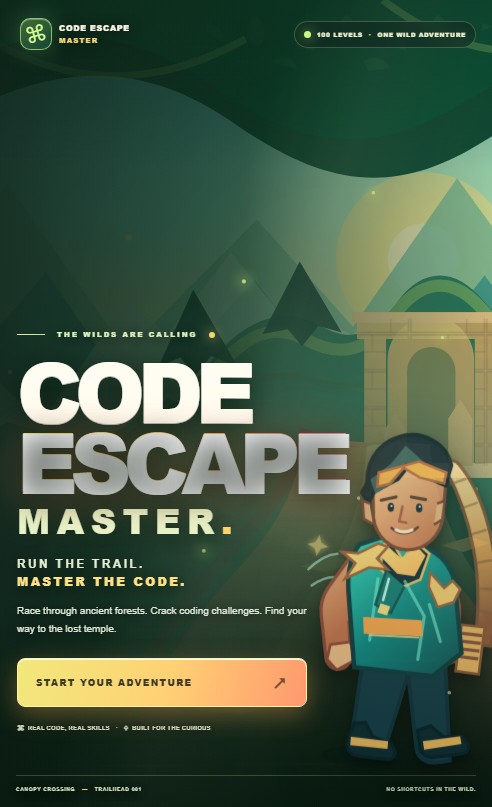 CODE ESCAPE
MASTER
100 LEVELS · ONE WILD ADVENTURE
THE WILDS ARE CALLING
CODE
ESCAPE
MASTER.
RUN THE TRAIL.
MASTER THE CODE.
Race through ancient forests. Crack coding challenges. Find your
way to the lost temple.
START YOUR ADVENTURE ↗
REAL CODE, REAL SKILLS · BUILT FOR THE CURIOUS
CANOPY CROSSING — TRAILHEAD 001
NO SHORTCUTS IN THE WILD.